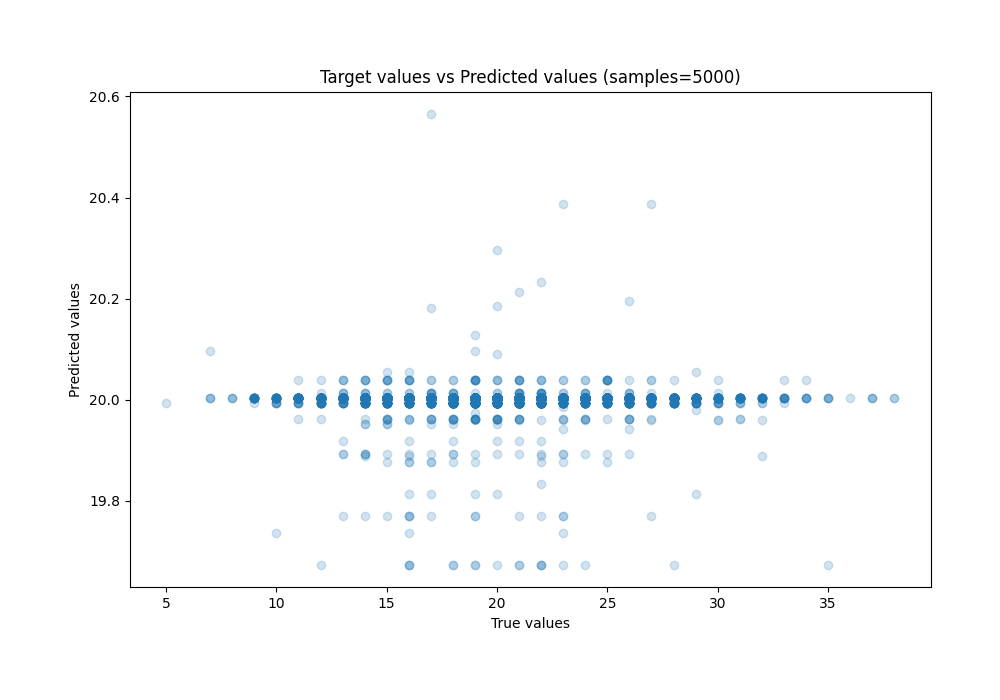 Target values vs Predicted values (samples=5000)
20.6
20.4
20.2
20.0
19.8
Predicted values
5 10 15 20 25 30 35
True values